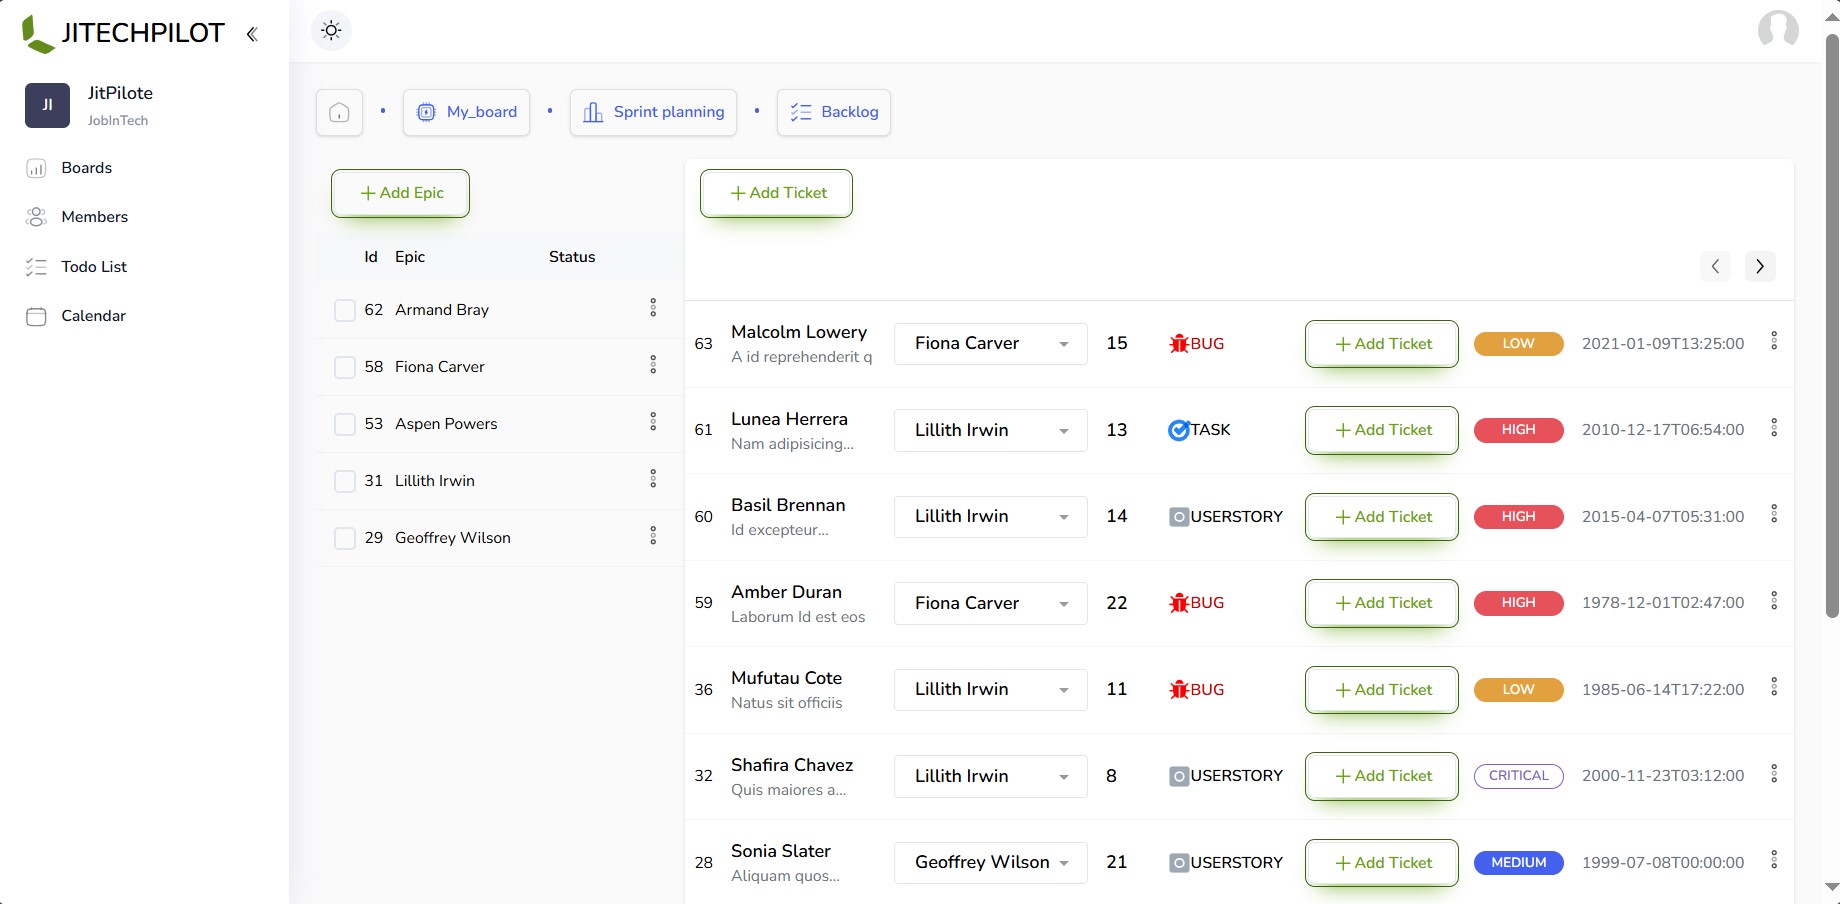 JITECHPILOT
JI
JitPilote
JobInTech
Boards
Members
Todo List
Calendar
My_board
Sprint planning
Backlog
Add Epic
Id Epic Status
62 Armand Bray
58 Fiona Carver
53 Aspen Powers
31 Lillith Irwin
29 Geoffrey Wilson
Add Ticket
63 Malcolm Lowery Fiona Carver 15 BUG Add Ticket LOW 2021-01-09T13:25:00
A id reprehenderit q
61 Lunea Herrera Lillith Irwin 13 TASK Add Ticket HIGH 2010-12-17T06:54:00
Nam adipisicing...
60 Basil Brennan Lillith Irwin 14 USERSTORY Add Ticket HIGH 2015-04-07T05:31:00
Id excepteur...
59 Amber Duran Fiona Carver 22 BUG Add Ticket HIGH 1978-12-01T02:47:00
Laborum Id est eos
36 Mufutau Cote Lillith Irwin 11 BUG Add Ticket LOW 1985-06-14T17:22:00
Natus sit officiis
32 Shafira Chavez Lillith Irwin 8 USERSTORY Add Ticket CRITICAL 2000-11-23T03:12:00
Quis maiores a...
28 Sonia Slater Geoffrey Wilson 21 USERSTORY Add Ticket MEDIUM 1999-07-08T00:00:00
Aliquam quos...